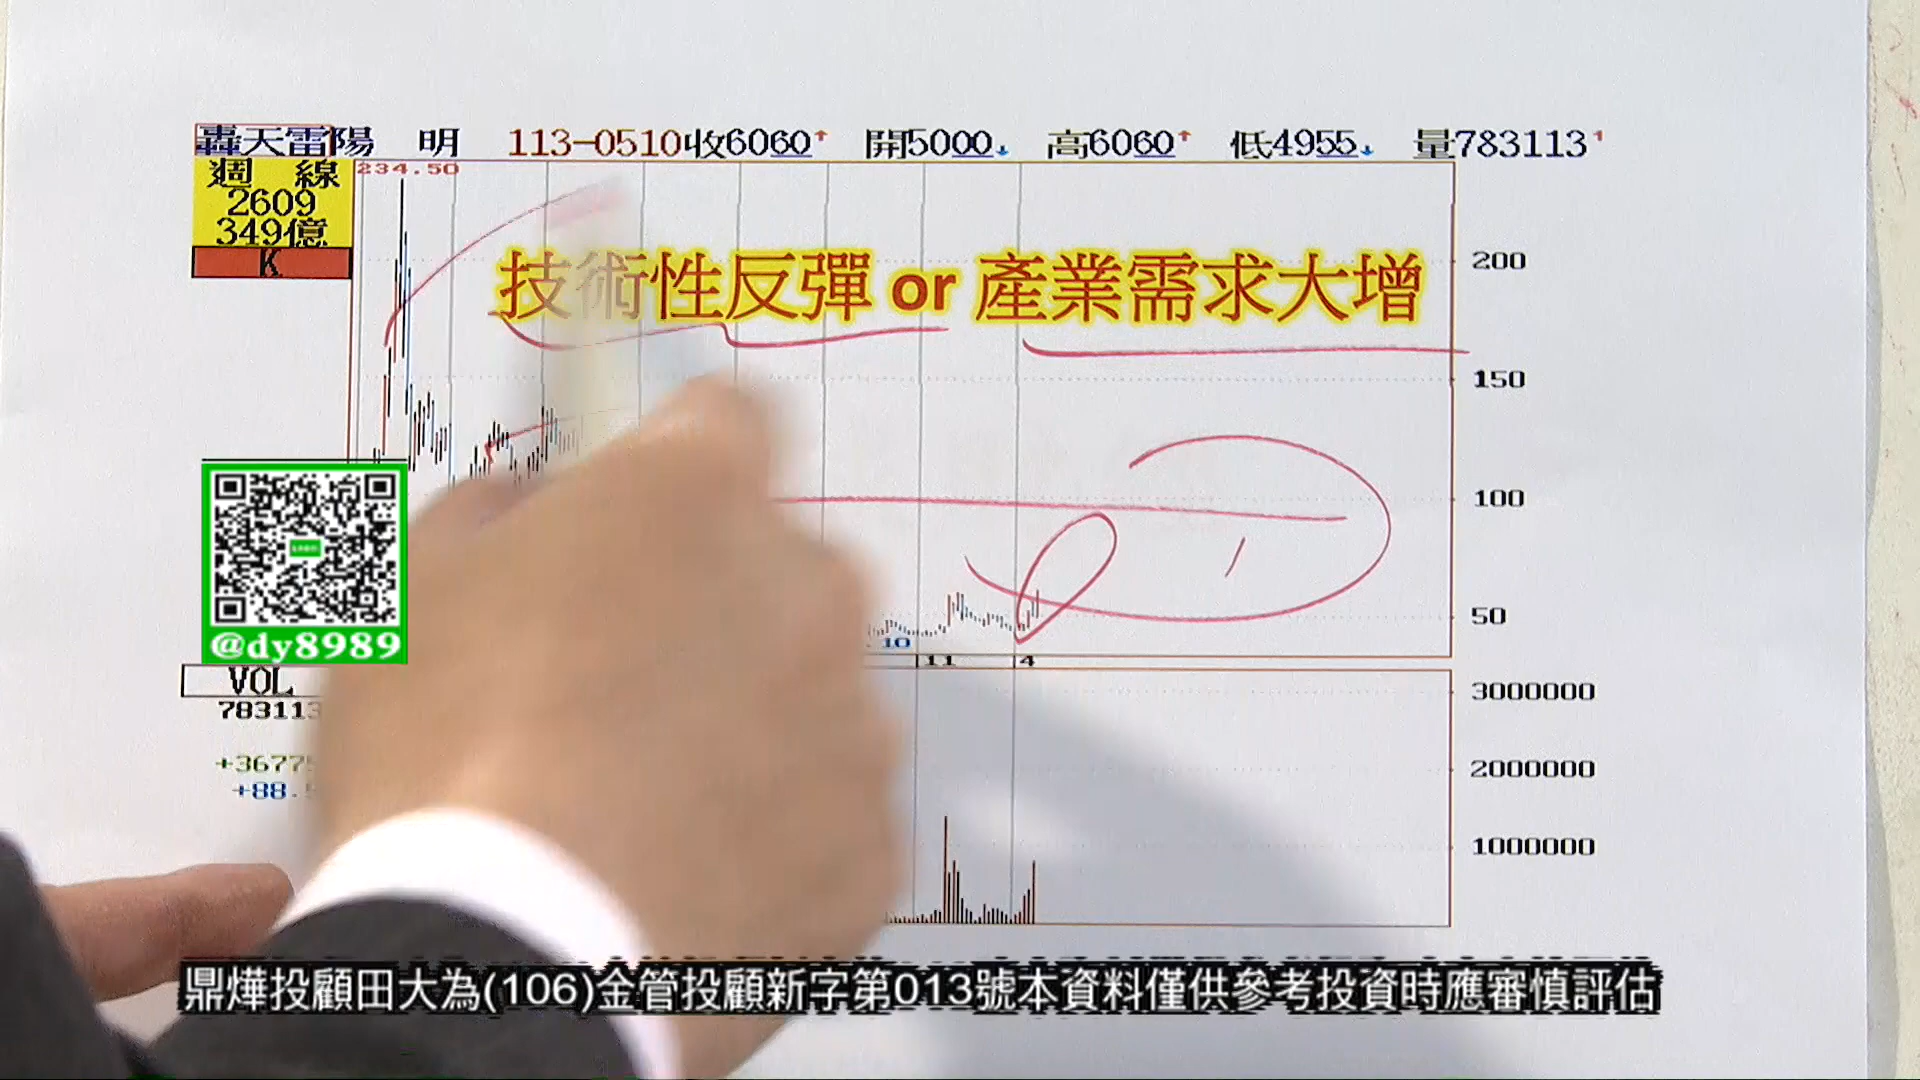 轟天雷陽 明 113-0510收6060↑ 開5000↓ 高6060↑ 低4955↓ 量783113↑
週 線
2609
349億
K
234.50
技術性反彈 or 產業需求大增
200
150
100
50
@dy8989
10
11
4
VOL
783113
3000000
2000000
1000000
鼎燁投顧田大為(106)金管投顧新字第013號本資料僅供參考投資時應審慎評估